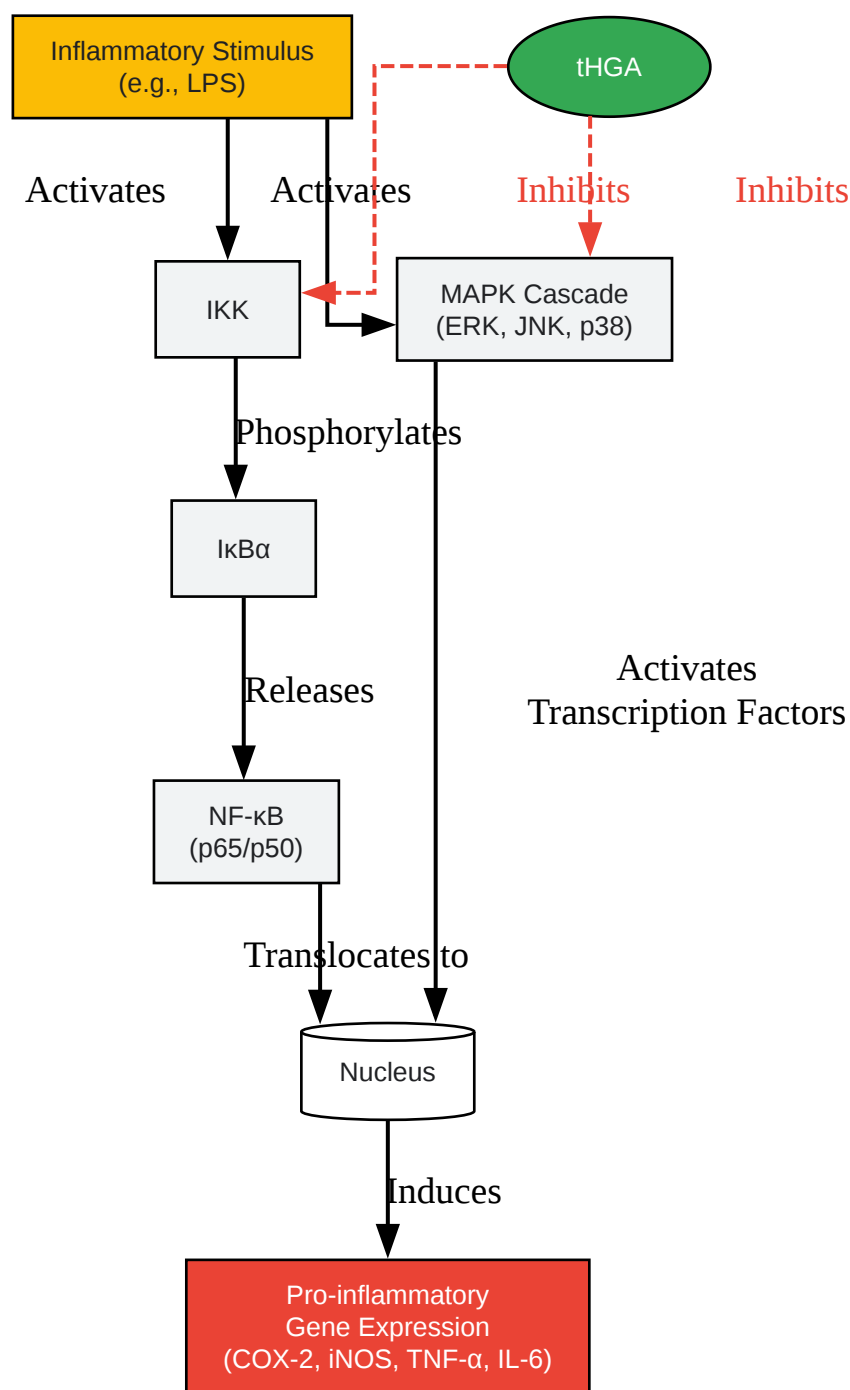 Inflammatory Stimulus
(e.g., LPS)
tHGA
Activates
Activates
Inhibits
Inhibits
IKK
MAPK Cascade
(ERK, JNK, p38)
Phosphorylates
IκBα
Releases
Activates
Transcription Factors
NF-κB
(p65/p50)
Translocates to
Nucleus
Induces
Pro-inflammatory
Gene Expression
(COX-2, iNOS, TNF-α, IL-6)